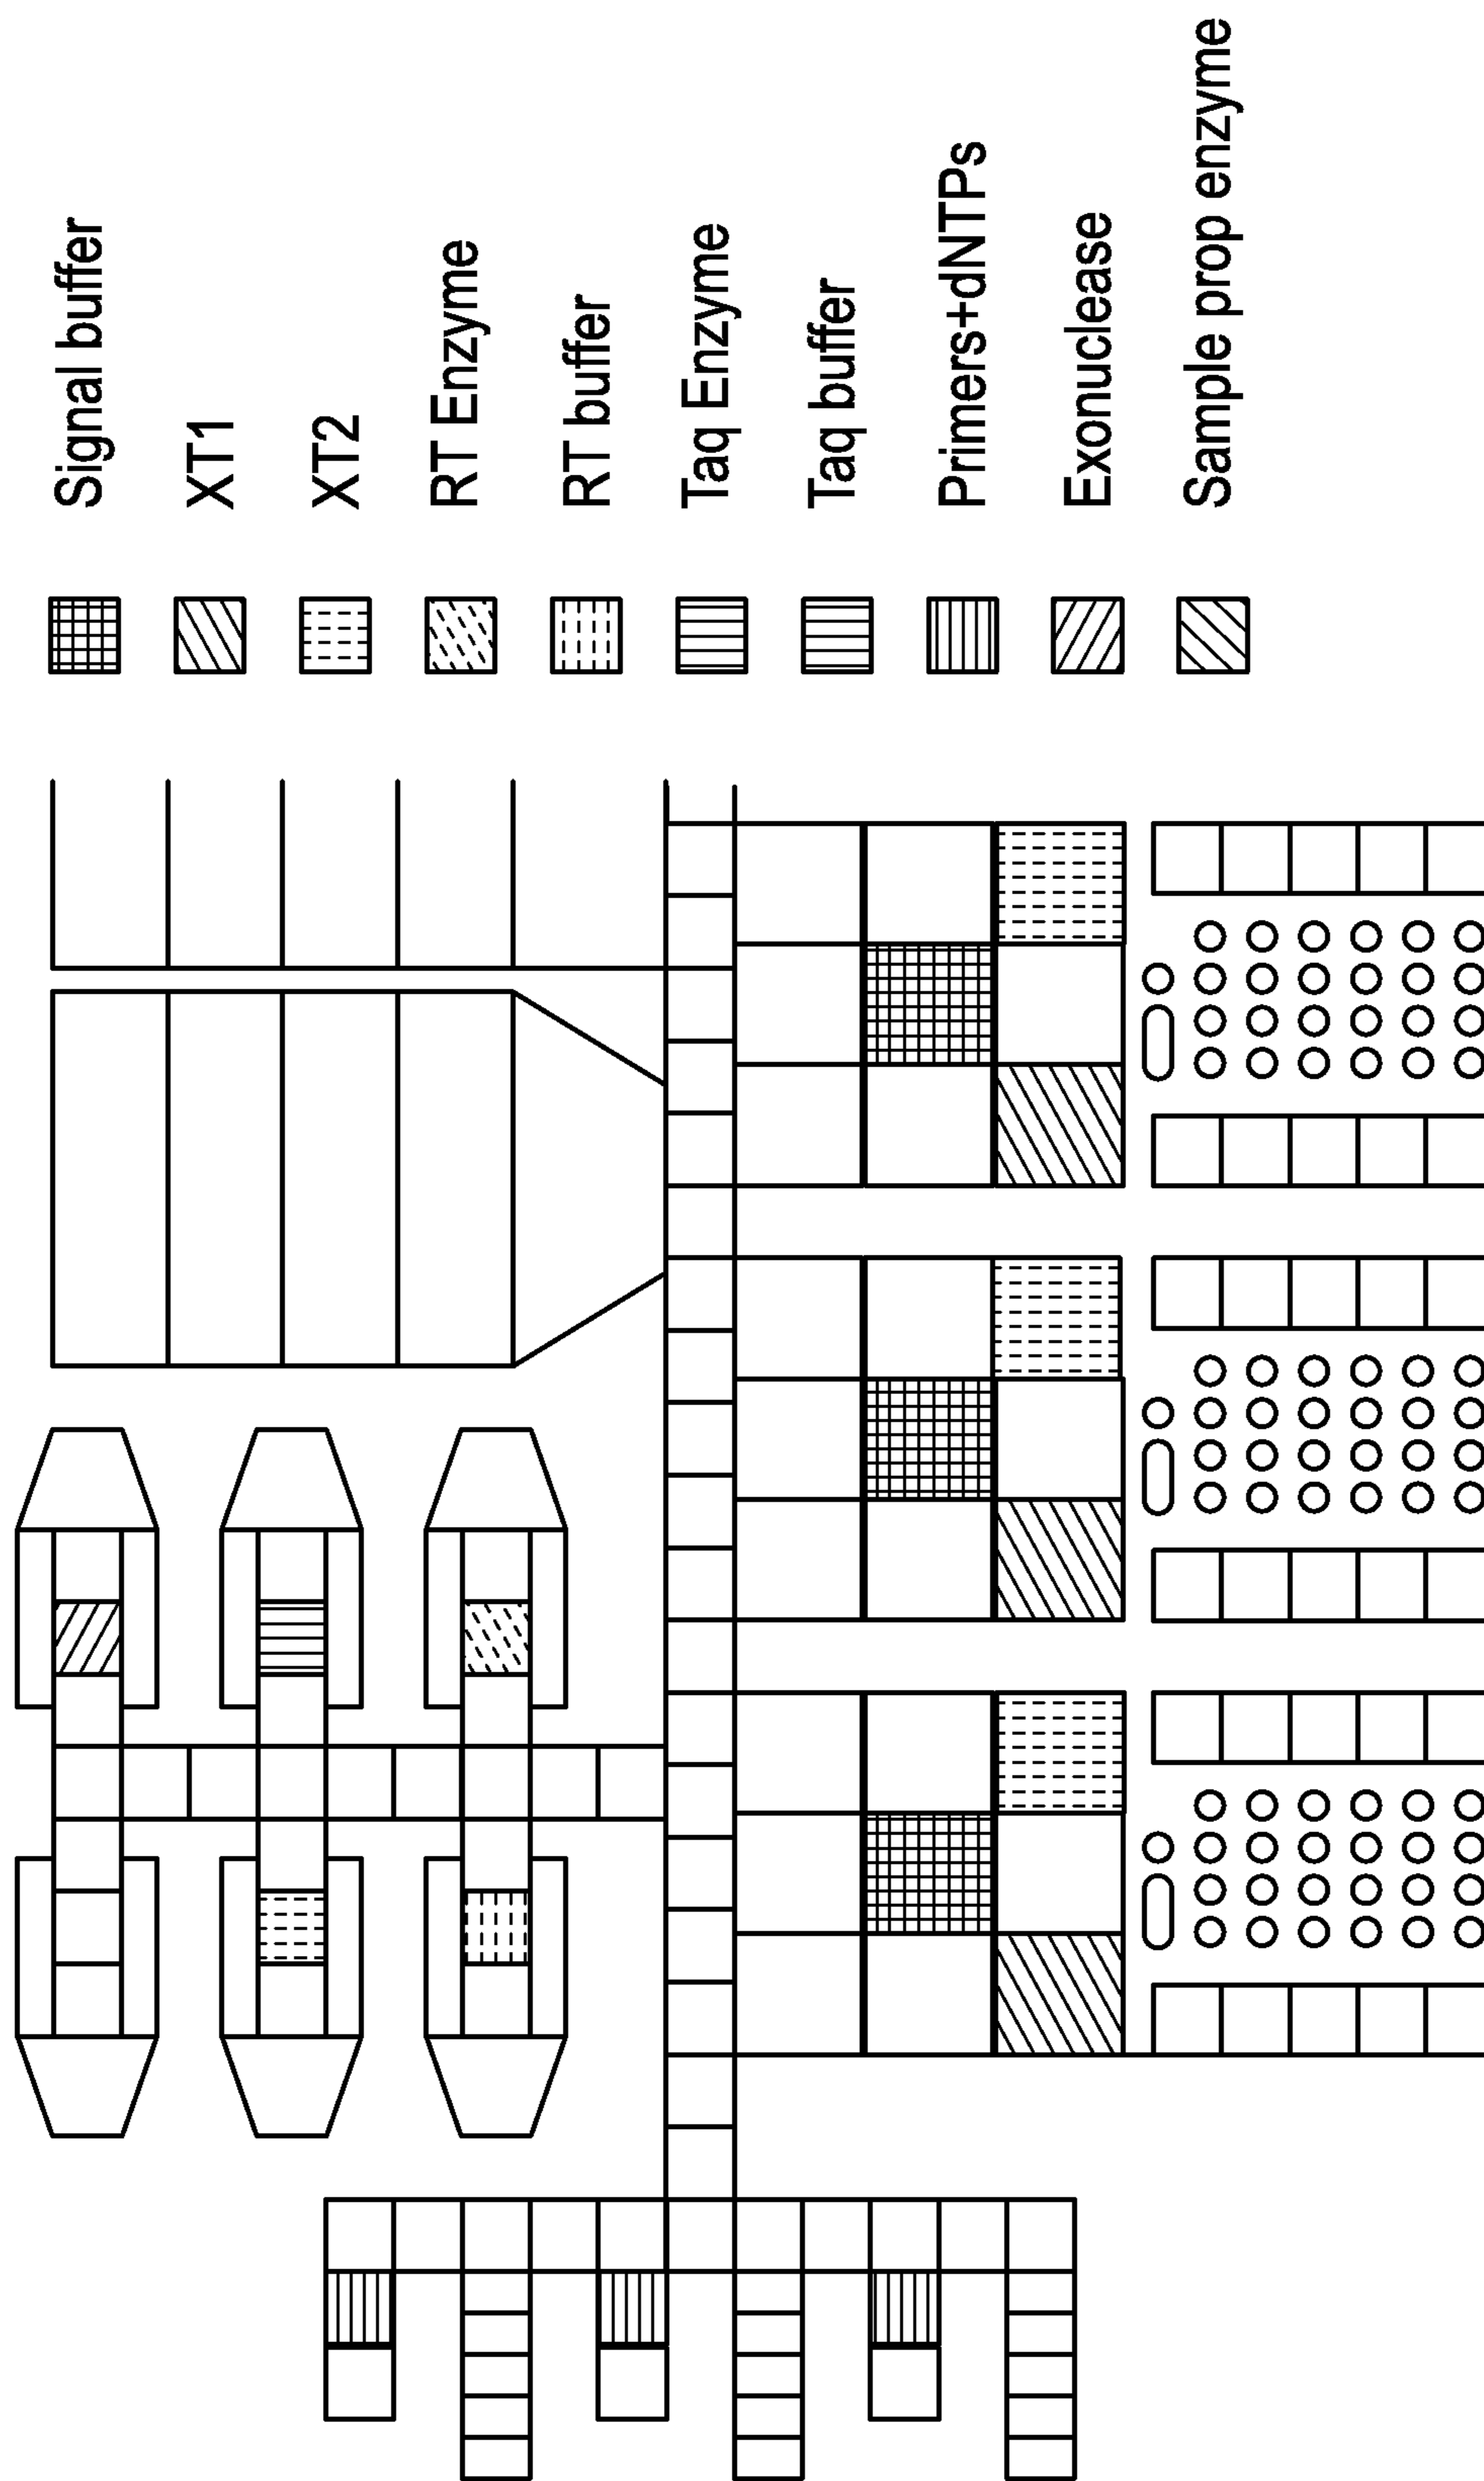 Signal buffer
XT1
XT2
RT Enzyme
RT buffer
Taq Enzyme
Taq buffer
Primers+dNTPs
Exonuclease
Sample prop enzyme